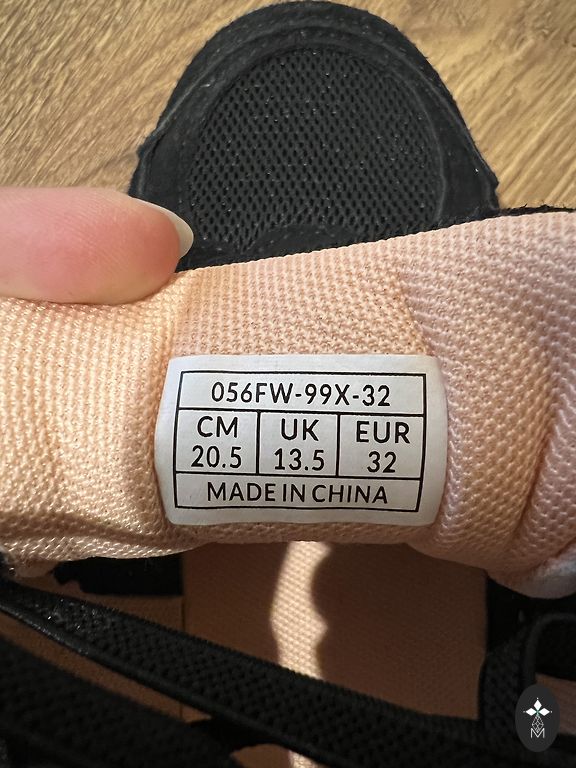 056FW-99X-32
CM UK EUR
20.5 13.5 32
MADE IN CHINA